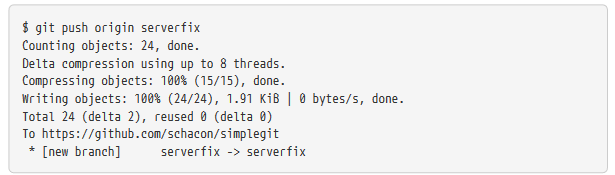 $ git push origin serverfix
Counting objects: 24, done.
Delta compression using up to 8 threads.
Compressing objects: 100% (15/15), done.
Writing objects: 100% (24/24), 1.91 KiB | 0 bytes/s, done.
Total 24 (delta 2), reused 0 (delta 0)
To https://github.com/schacon/simplegit
 * [new branch]      serverfix -> serverfix